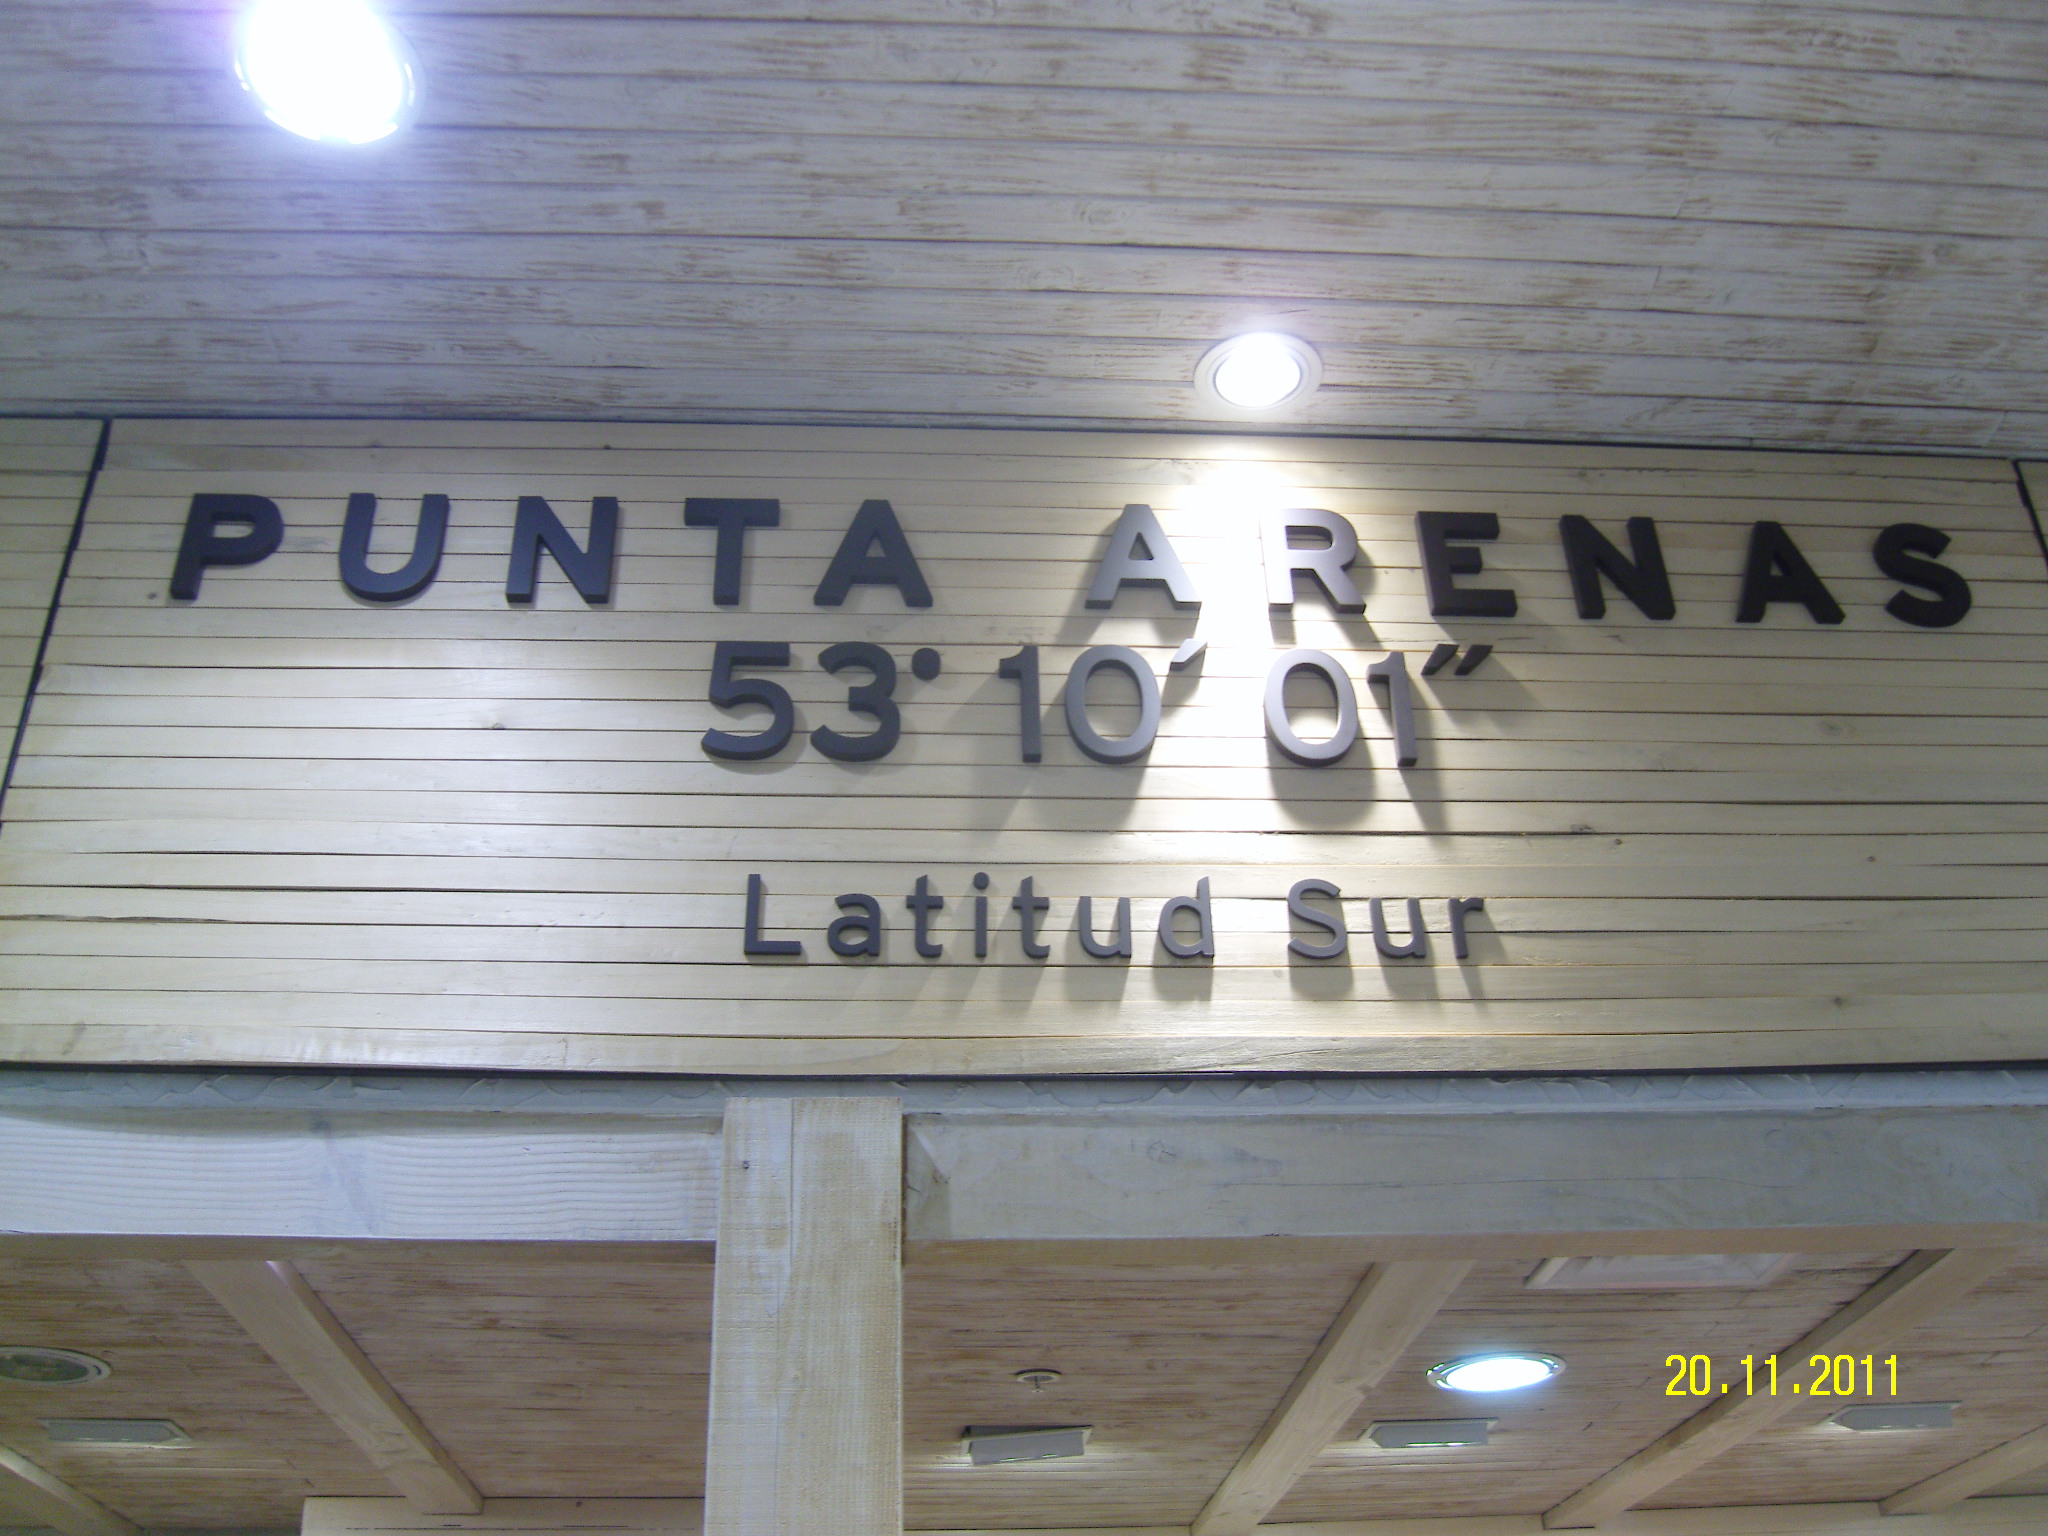 PUNTA ARENAS
53° 10´ 01´´
Latitud Sur
20.11.2011